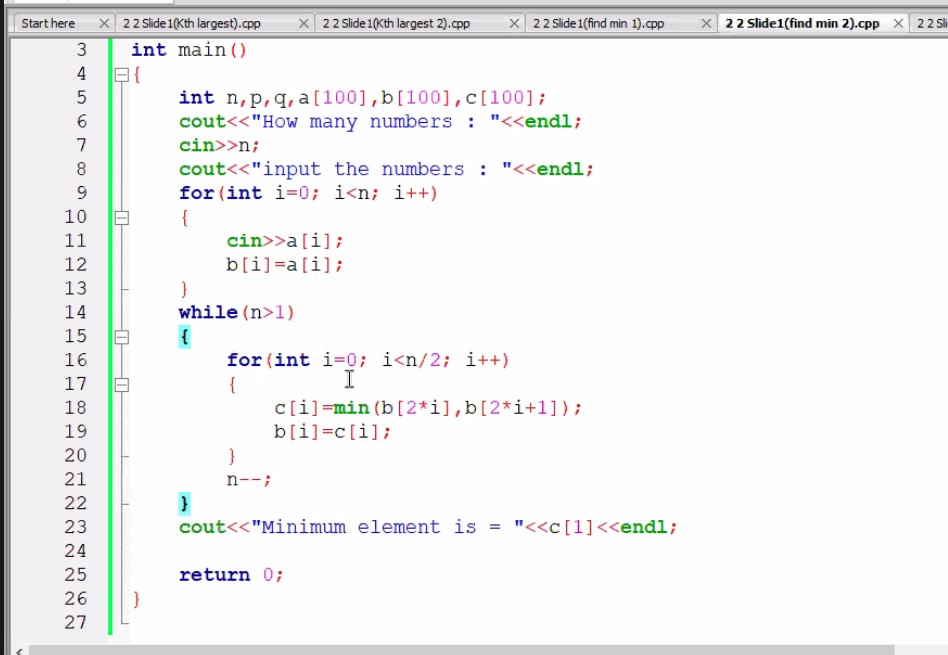 Start here 2 2 Slide1(Kth largest).cpp 2 2 Slide1(Kth largest 2).cpp 2 2 Slide1(find min 1).cpp 2 2 Slide1(find min 2).cpp 2 2 Sli
3 int main()
4 {
5 int n,p,q,a[100],b[100],c[100];
6 cout<<"How many numbers : "<<endl;
7 cin>>n;
8 cout<<"input the numbers : "<<endl;
9 for(int i=0; i<n; i++)
10 {
11 cin>>a[i];
12 b[i]=a[i];
13 }
14 while(n>1)
15 {
16 for(int i=0; i<n/2; i++)
17 {
18 c[i]=min(b[2*i],b[2*i+1]);
19 b[i]=c[i];
20 }
21 n--;
22 }
23 cout<<"Minimum element is = "<<c[1]<<endl;
24
25 return 0;
26 }
27